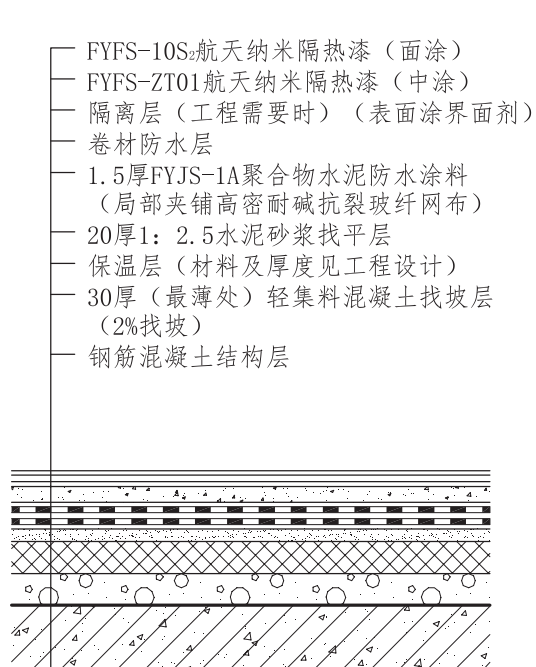 FYFS-10S₂航天纳米隔热漆（面涂）
FYFS-ZT01航天纳米隔热漆（中涂）
隔离层（工程需要时）（表面涂界面剂）
卷材防水层
1.5厚FYJS-1A聚合物水泥防水涂料
（局部夹铺高密耐碱抗裂玻纤网布）
20厚1：2.5水泥砂浆找平层
保温层（材料及厚度见工程设计）
30厚（最薄处）轻集料混凝土找坡层
（2%找坡）
钢筋混凝土结构层